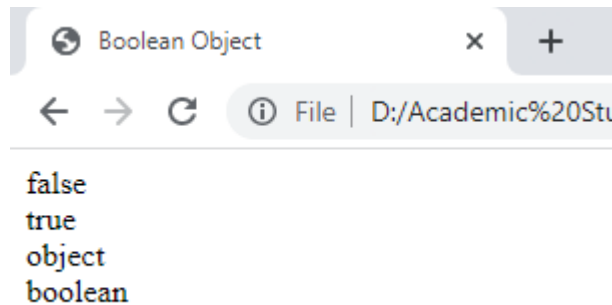 Boolean Object
File D:/Academic%20Stu
false
true
object
boolean